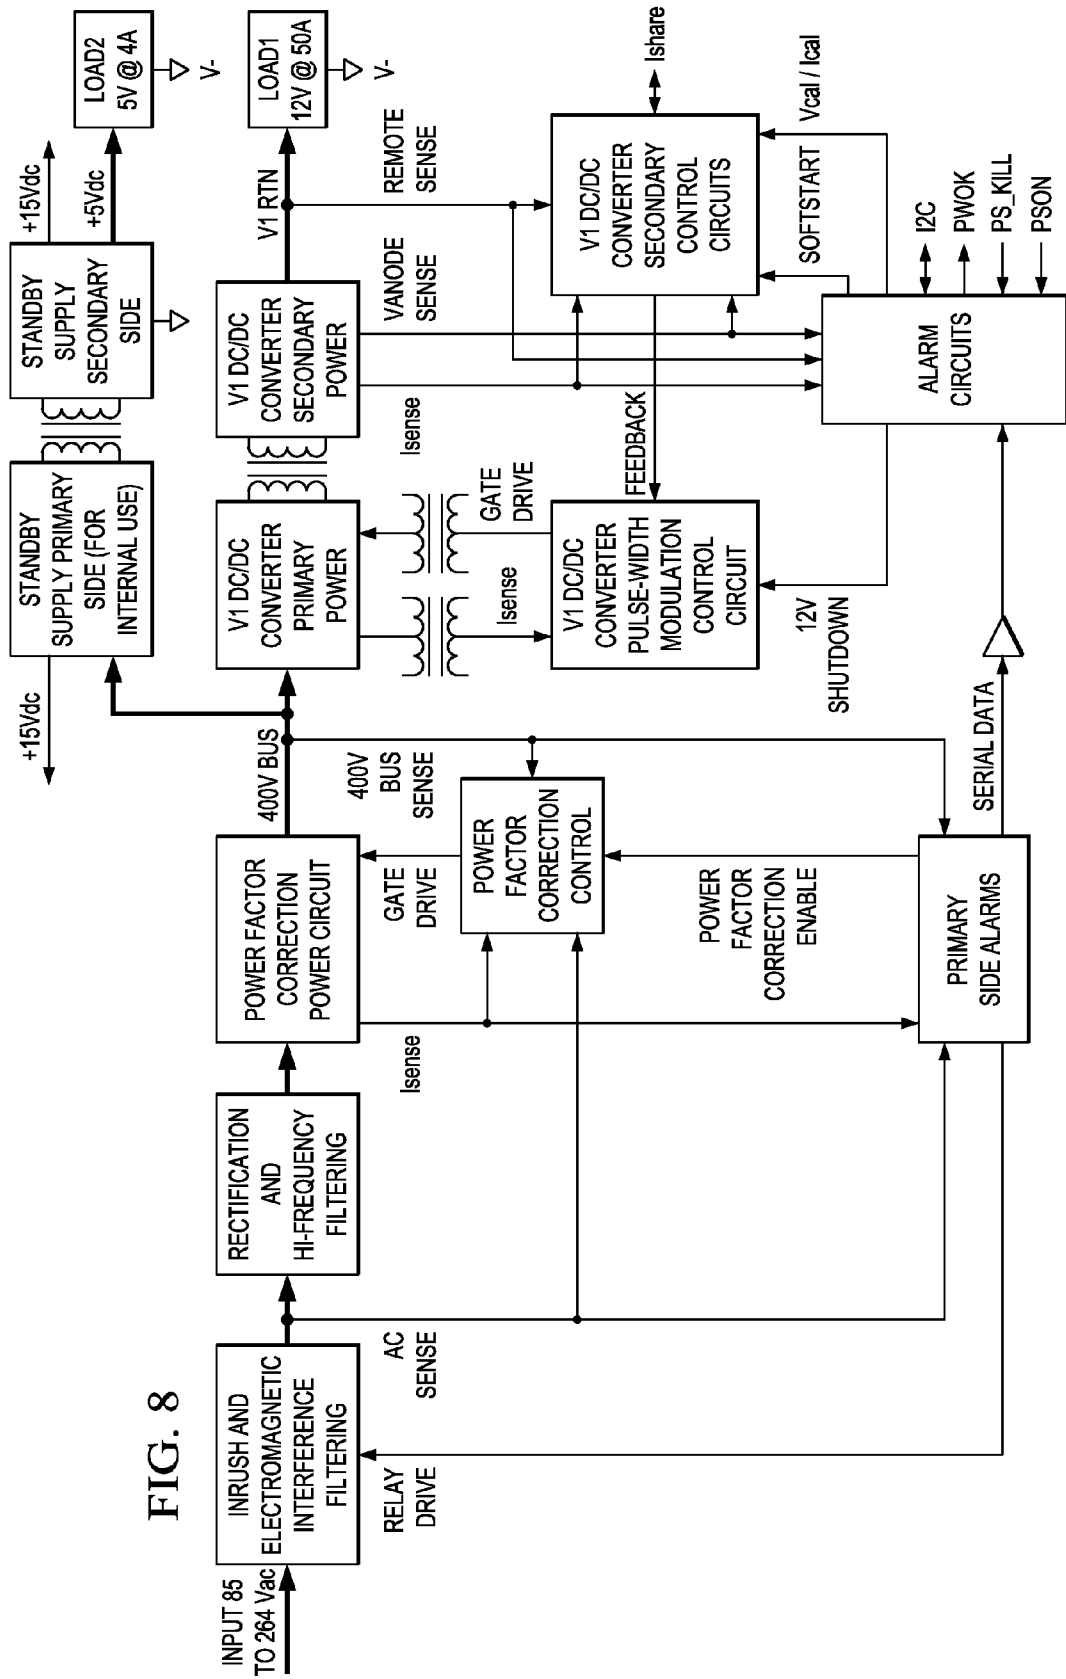 FIG. 8
INPUT 85
TO 264 Vac
INRUSH AND
ELECTROMAGNETIC
INTERFERENCE
FILTERING
RELAY
DRIVE
AC
SENSE
RECTIFICATION
AND
HI-FREQUENCY
FILTERING
POWER FACTOR
CORRECTION
POWER CIRCUIT
Isense
GATE
DRIVE
400V BUS
400V
BUS
SENSE
POWER
FACTOR
CORRECTION
CONTROL
POWER
FACTOR
CORRECTION
ENABLE
PRIMARY
SIDE ALARMS
SERIAL DATA
+15Vdc
STANDBY
SUPPLY PRIMARY
SIDE (FOR
INTERNAL USE)
STANDBY
SUPPLY
SECONDARY
SIDE
+15Vdc
+5Vdc
LOAD2
5V @ 4A
V-
V1 DC/DC
CONVERTER
PRIMARY
POWER
V1 DC/DC
CONVERTER
SECONDARY
POWER
V1 RTN
LOAD1
12V @ 50A
V-
Isense
GATE
DRIVE
Isense
VANODE
SENSE
REMOTE
SENSE
V1 DC/DC
CONVERTER
PULSE-WIDTH
MODULATION
CONTROL
CIRCUIT
FEEDBACK
V1 DC/DC
CONVERTER
SECONDARY
CONTROL
CIRCUITS
Ishare
12V
SHUTDOWN
SOFTSTART
Vcal / Ical
ALARM
CIRCUITS
I2C
PWOK
PS_KILL
PSON